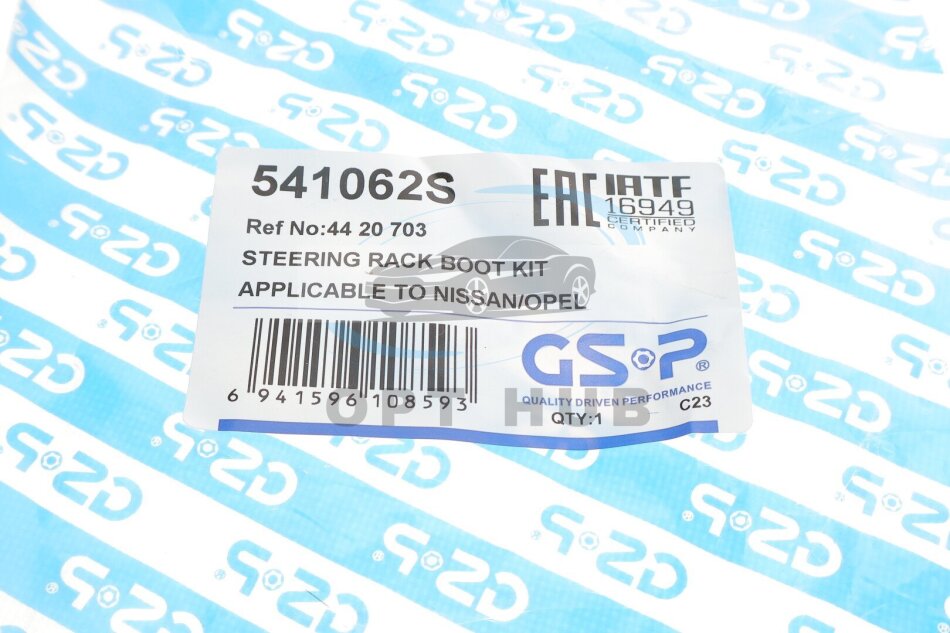 541062S
EAC
IATF
16949
CERTIFIED
COMPANY
Ref No:44 20 703
STEERING RACK BOOT KIT
APPLICABLE TO NISSAN/OPEL
GSP®
QUALITY DRIVEN PERFORMANCE
6 941596 108593
OPT HUB
QTY:1
C23